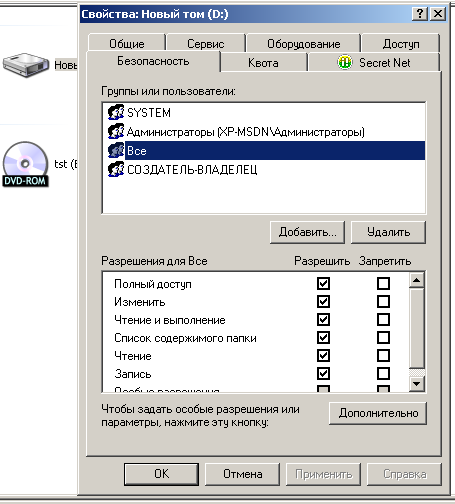 Свойства: Новый том (D:)
Общие
Сервис
Оборудование
Доступ
Безопасность
Квота
Secret Net
Группы или пользователи:
SYSTEM
Администраторы (XP-MSDN\Администраторы)
Все
СОЗДАТЕЛЬ-ВЛАДЕЛЕЦ
Добавить...
Удалить
Разрешения для Все
Разрешить
Запретить
Полный доступ
Изменить
Чтение и выполнение
Список содержимого папки
Чтение
Запись
Особые разрешения
Чтобы задать особые разрешения или
параметры, нажмите эту кнопку:
Дополнительно
OK
Отмена
Применить
Справка
Новы
tst (E
DVD-ROM